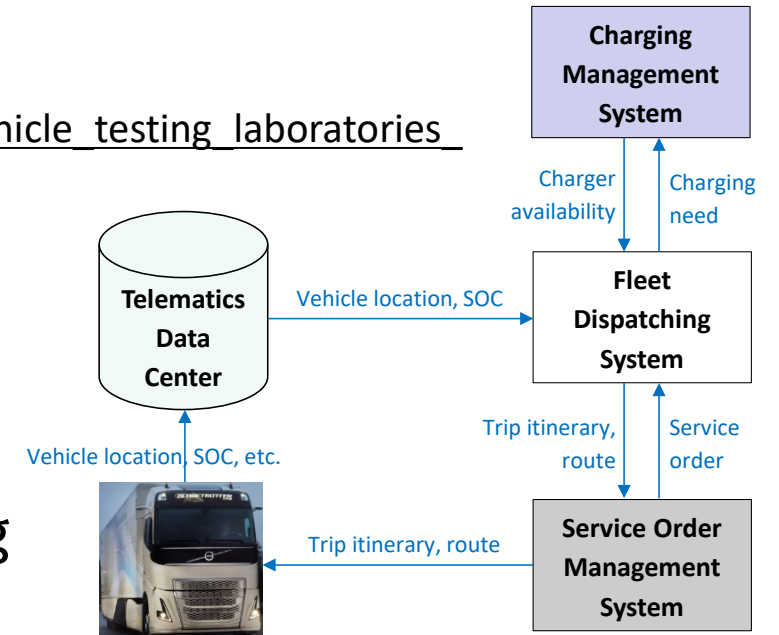 Charging
Management
System
hicle_testing_laboratories_
Charger
availability
Charging
need
Telematics
Data
Center
Vehicle location, SOC
Fleet
Dispatching
System
Trip itinerary,
route
Service
order
Vehicle location, SOC, etc.
GLOBETROTTER
g
Trip itinerary, route
Service Order
Management
System